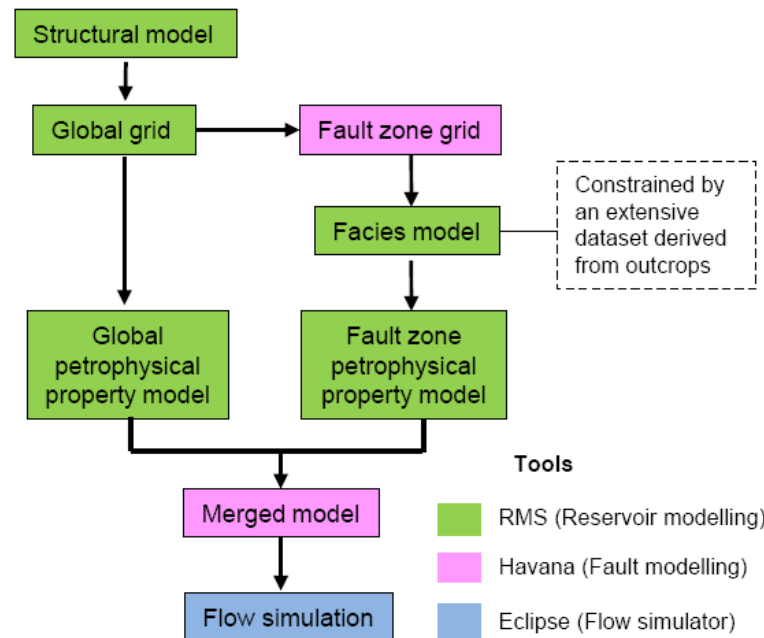 Structural model
Global grid
Fault zone grid
Constrained by
an extensive
dataset derived
from outcrops
Facies model
Global
petrophysical
property model
Fault zone
petrophysical
property model
Merged model
Flow simulation
Tools
RMS (Reservoir modelling)
Havana (Fault modelling)
Eclipse (Flow simulator)